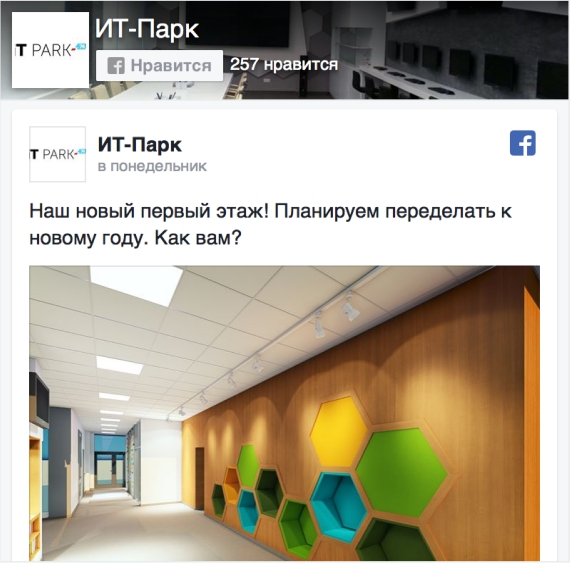 ИТ-Парк
T PARK
Нравится
257 нравится
T PARK
ИТ-Парк
в понедельник
Наш новый первый этаж! Планируем переделать к
новому году. Как вам?